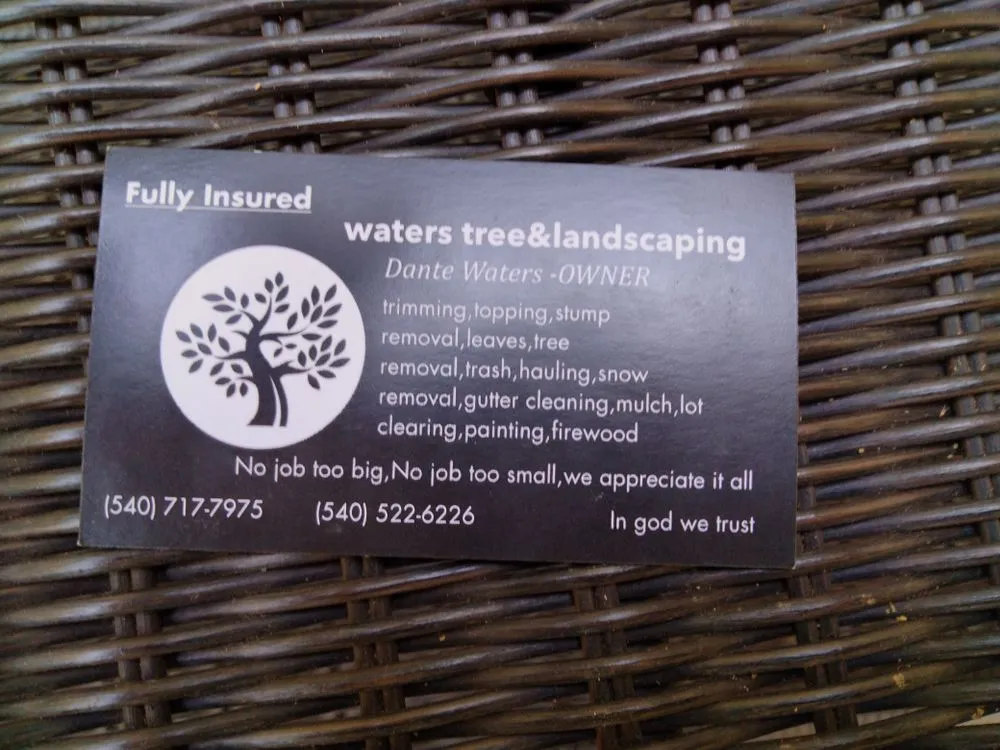 Fully Insured
waters tree&landscaping
Dante Waters -OWNER
trimming,topping,stump
removal,leaves,tree
removal,trash,hauling,snow
removal,gutter cleaning,mulch,lot
clearing,painting,firewood
No job too big,No job too small,we appreciate it all
(540) 717-7975 (540) 522-6226 In god we trust